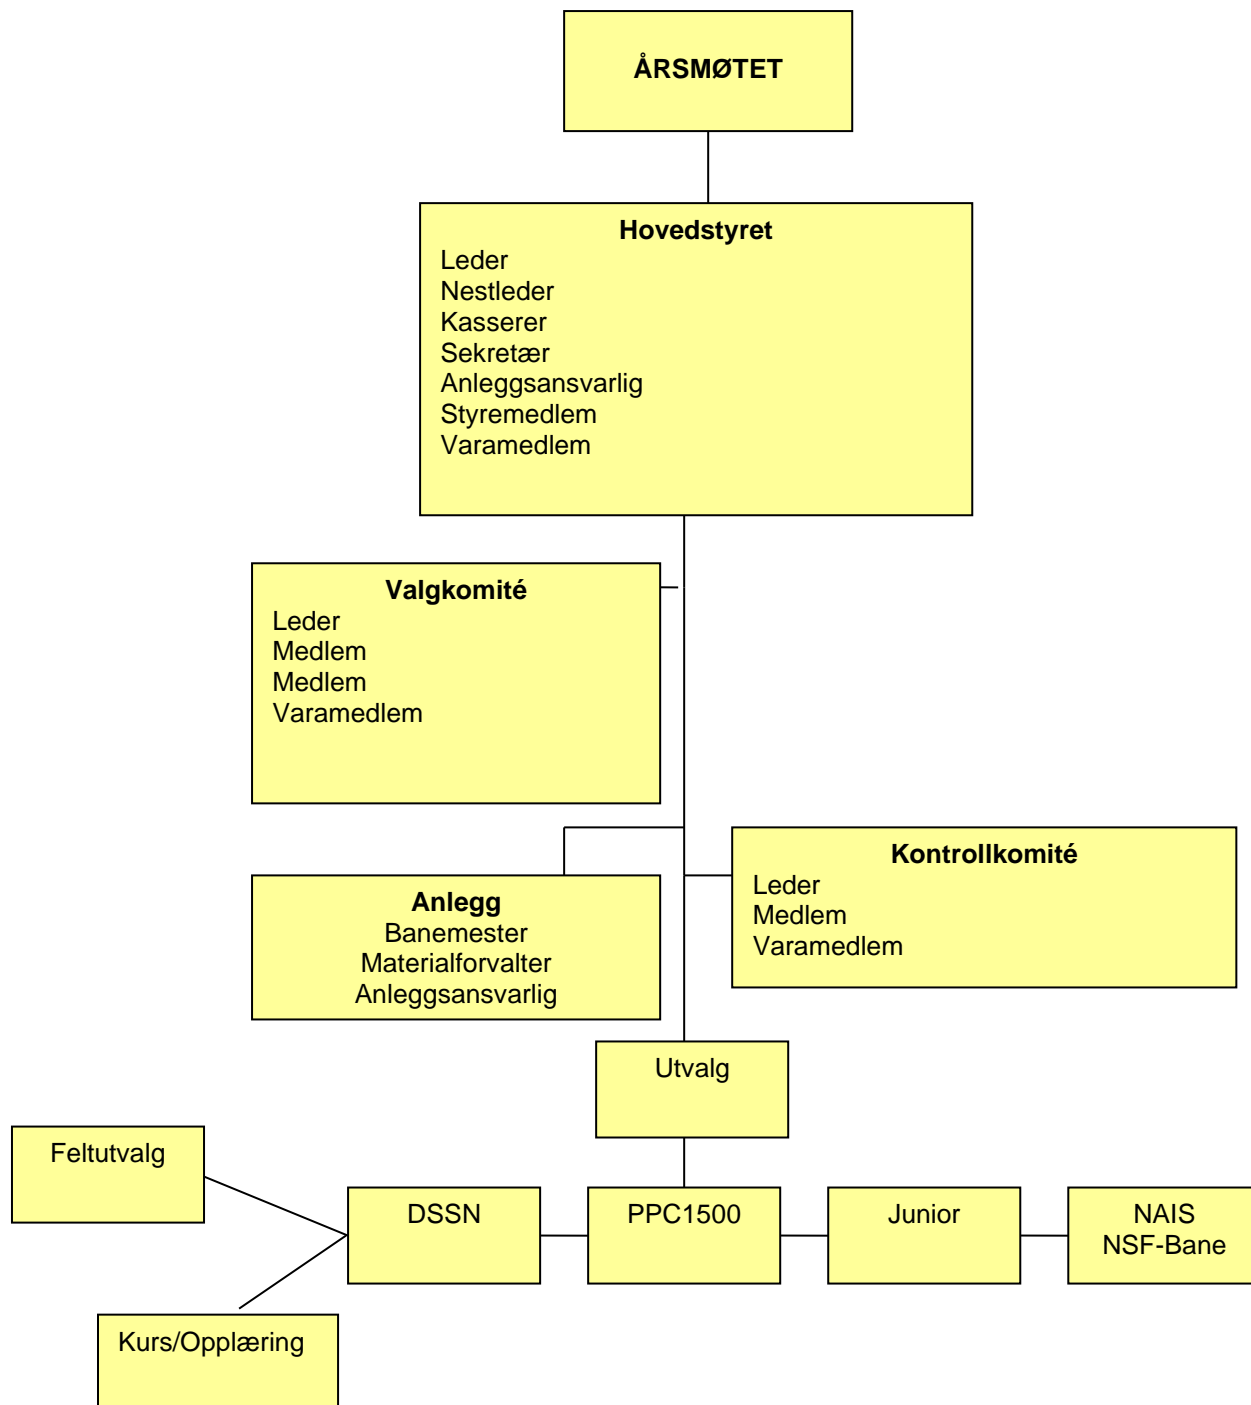 ÅRSMØTET
Hovedstyret
Leder
Nestleder
Kasserer
Sekretær
Anleggsansvarlig
Styremedlem
Varamedlem
Valgkomité
Leder
Medlem
Medlem
Varamedlem
Kontrollkomité
Leder
Medlem
Varamedlem
Anlegg
Banemester
Materialforvalter
Anleggsansvarlig
Utvalg
Feltutvalg
DSSN
PPC1500
Junior
NAIS
NSF-Bane
Kurs/Opplæring